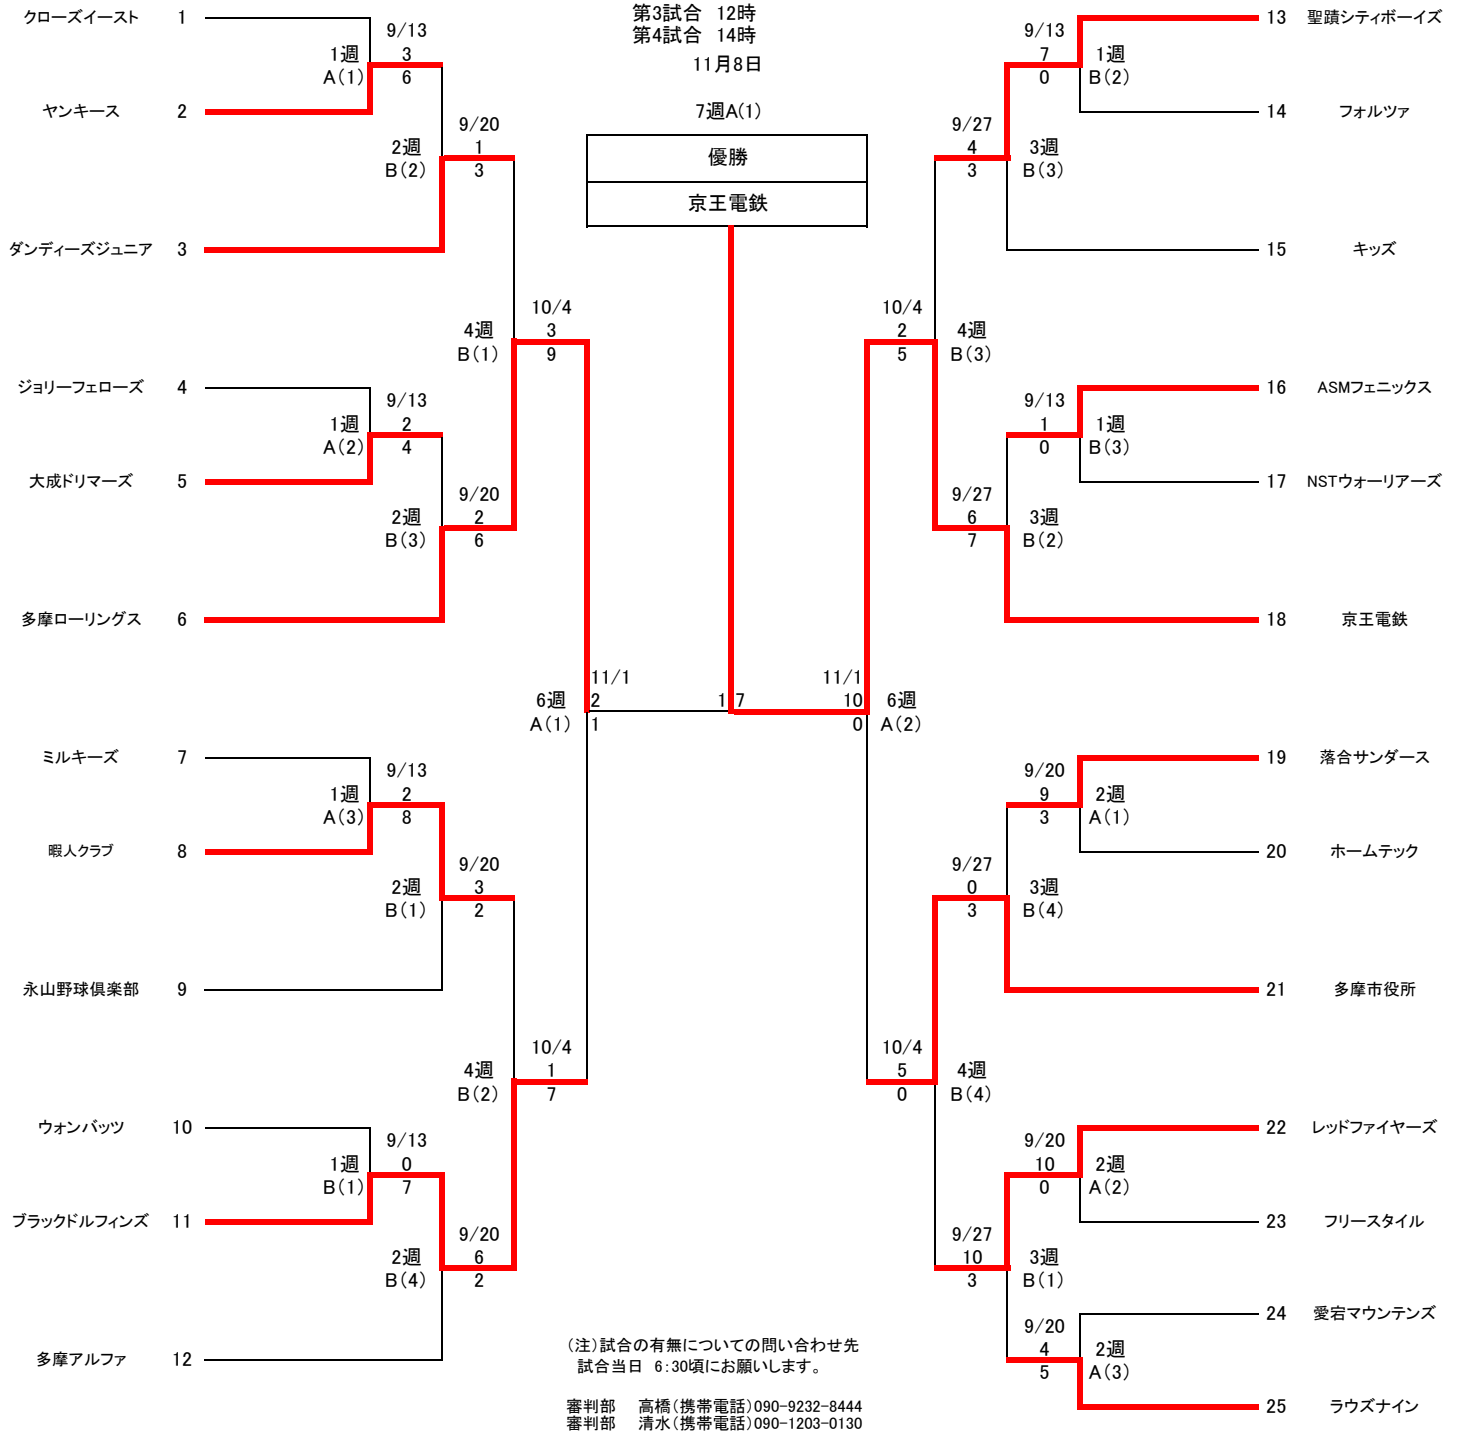 第3試合 12時
第4試合 14時
11月8日
7週A(1)
優勝
京王電鉄
クローズイースト 1
9/13
1週 3
A(1) 6
ヤンキース 2
9/20
2週 1
B(2) 3
ダンディーズジュニア 3
10/4
4週 3
B(1) 9
ジョリーフェローズ 4
9/13
1週 2
A(2) 4
大成ドリマーズ 5
9/20
2週 2
B(3) 6
多摩ローリングス 6
11/1
6週 2
A(1) 1
1 7
ミルキーズ 7
9/13
1週 2
A(3) 8
暇人クラブ 8
9/20
2週 3
B(1) 2
永山野球倶楽部 9
10/4
4週 1
B(2) 7
ウォンバッツ 10
9/13
1週 0
B(1) 7
ブラックドルフィンズ 11
9/20
2週 6
B(4) 2
多摩アルファ 12
13 聖蹟シティボーイズ
9/13
7 1週
0 B(2)
14 フォルツァ
9/27
4 3週
3 B(3)
15 キッズ
10/4
2 4週
5 B(3)
16 ASMフェニックス
9/13
1 1週
0 B(3)
17 NSTウォーリアーズ
9/27
6 3週
7 B(2)
18 京王電鉄
11/1
10 6週
0 A(2)
19 落合サンダース
9/20
9 2週
3 A(1)
20 ホームテック
9/27
0 3週
3 B(4)
21 多摩市役所
10/4
5 4週
0 B(4)
22 レッドファイヤーズ
9/20
10 2週
0 A(2)
23 フリースタイル
9/27
10 3週
3 B(1)
24 愛宕マウンテンズ
9/20
4 2週
5 A(3)
25 ラウズナイン
(注)試合の有無についての問い合わせ先
試合当日 6:30頃にお願いします。
審判部 高橋(携帯電話)090-9232-8444
審判部 清水(携帯電話)090-1203-0130